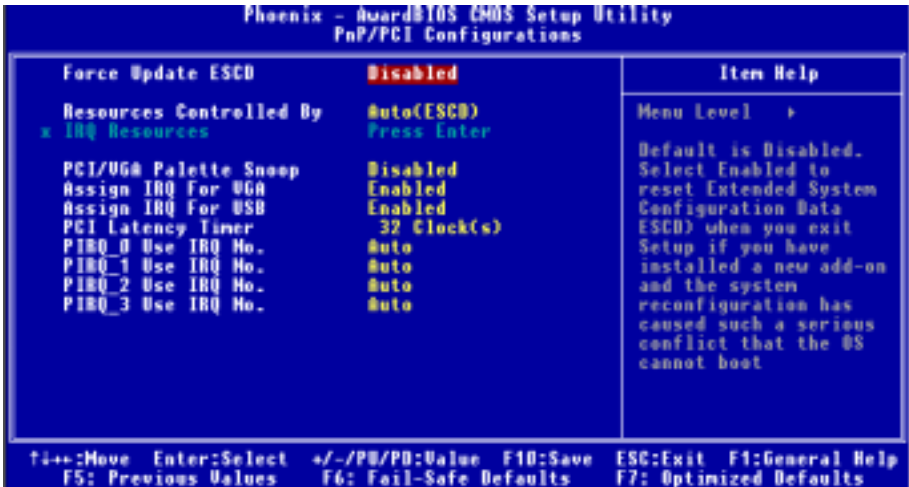 Phoenix - AwardBIOS CMOS Setup Utility
PnP/PCI Configurations
Force Update ESCD Disabled
Resources Controlled By Auto(ESCD)
x IRQ Resources Press Enter
PCI/VGA Palette Snoop Disabled
Assign IRQ For VGA Enabled
Assign IRQ For USB Enabled
PCI Latency Timer 32 Clock(s)
PIRQ_0 Use IRQ No. Auto
PIRQ_1 Use IRQ No. Auto
PIRQ_2 Use IRQ No. Auto
PIRQ_3 Use IRQ No. Auto
Item Help
Menu Level ▸
Default is Disabled.
Select Enabled to
reset Extended System
Configuration Data
ESCD) when you exit
Setup if you have
installed a new add-on
and the system
reconfiguration has
caused such a serious
conflict that the OS
cannot boot
↑↓→←:Move Enter:Select +/-/PU/PD:Value F10:Save ESC:Exit F1:General Help
F5: Previous Values F6: Fail-Safe Defaults F7: Optimized Defaults